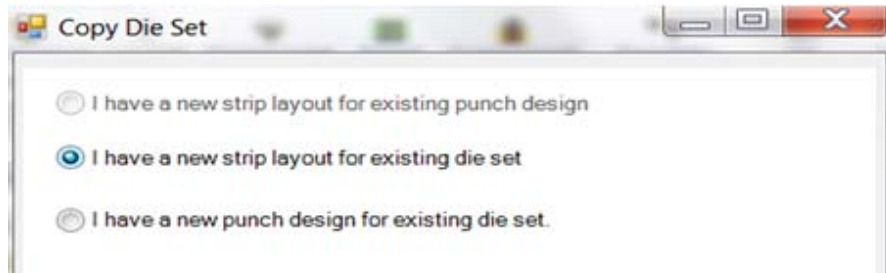 Copy Die Set
I have a new strip layout for existing punch design
I have a new strip layout for existing die set
I have a new punch design for existing die set.